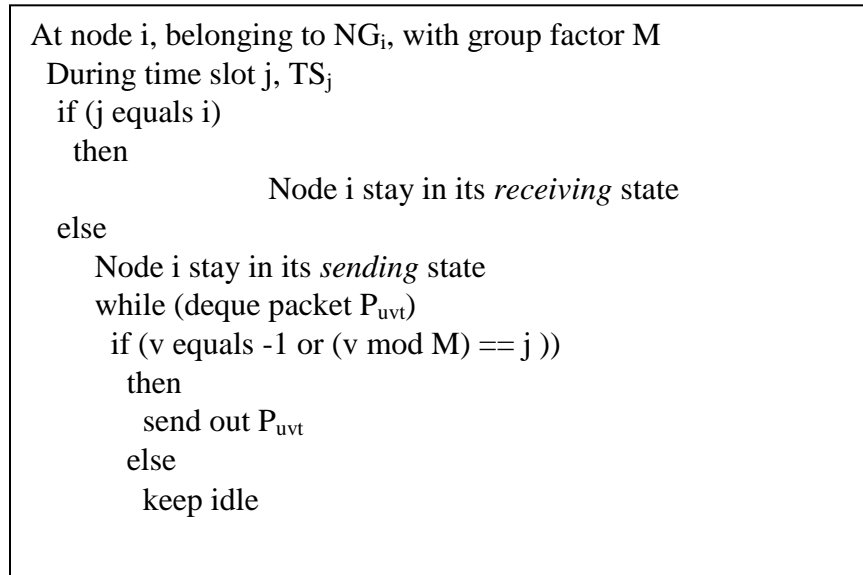 At node i, belonging to NGi, with group factor M
During time slot j, TSj
if (j equals i)
then
Node i stay in its receiving state
else
Node i stay in its sending state
while (deque packet Puvt)
if (v equals -1 or (v mod M) == j ))
then
send out Puvt
else
keep idle